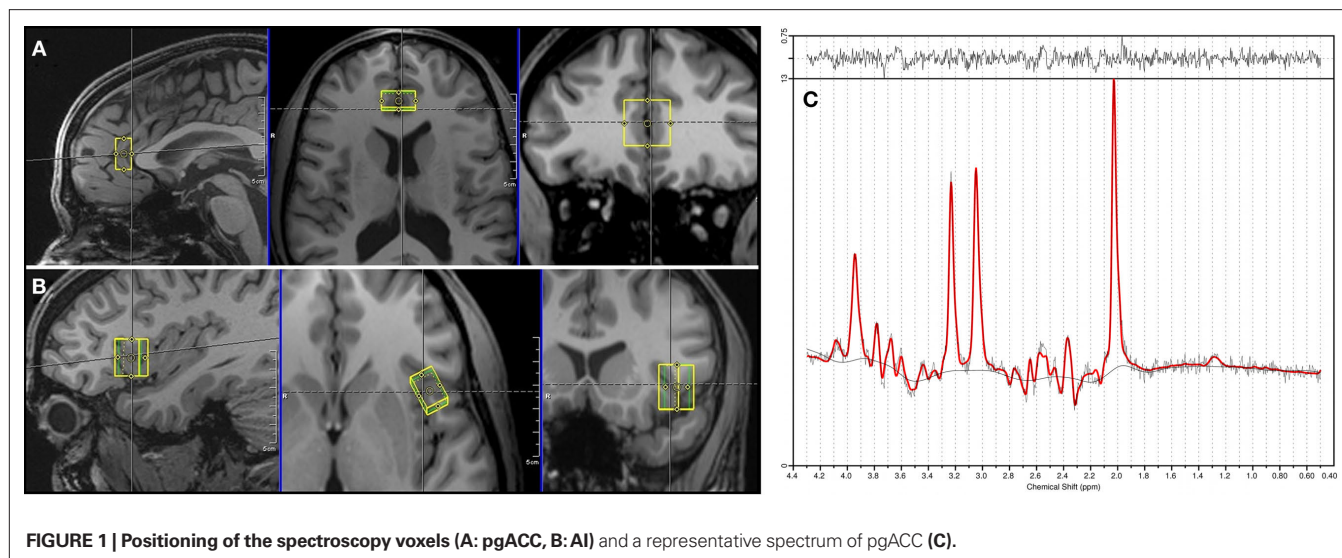 A
R
5cm
5cm
B
R
5cm
5cm
0.75
13
C
0
4.4 4.0 3.8 3.6 3.4 3.2 3.0 2.8 2.6 2.4 2.2 2.0 1.8 1.6 1.4 1.2 1.0 0.80 0.60 0.40
Chemical Shift (ppm)
FIGURE 1 | Positioning of the spectroscopy voxels (A: pgACC, B: AI) and a representative spectrum of pgACC (C).